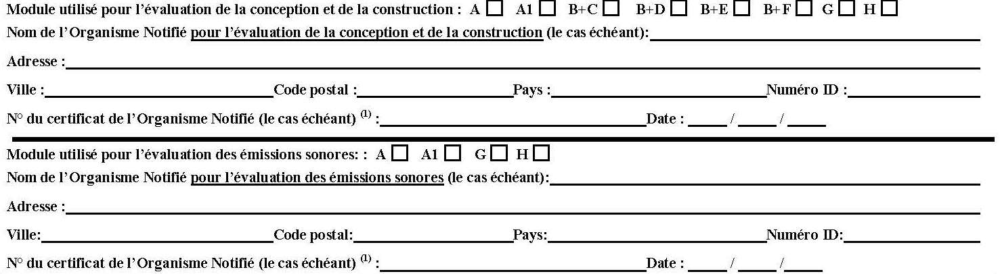 Module utilisé pour l'évaluation de la conception et de la construction : A ☐ A1 ☐ B+C ☐ B+D ☐ B+E ☐ B+F ☐ G ☐ H ☐
Nom de l'Organisme Notifié pour l'évaluation de la conception et de la construction (le cas échéant):
Adresse :
Ville : Code postal : Pays : Numéro ID :
N° du certificat de l'Organisme Notifié (le cas échéant) (1) : Date : / /
Module utilisé pour l'évaluation des émissions sonores: : A ☐ A1 ☐ G ☐ H ☐
Nom de l'Organisme Notifié pour l'évaluation des émissions sonores (le cas échéant):
Adresse :
Ville: Code postal: Pays: Numéro ID:
N° du certificat de l'Organisme Notifié (le cas échéant) (1) : Date : / /